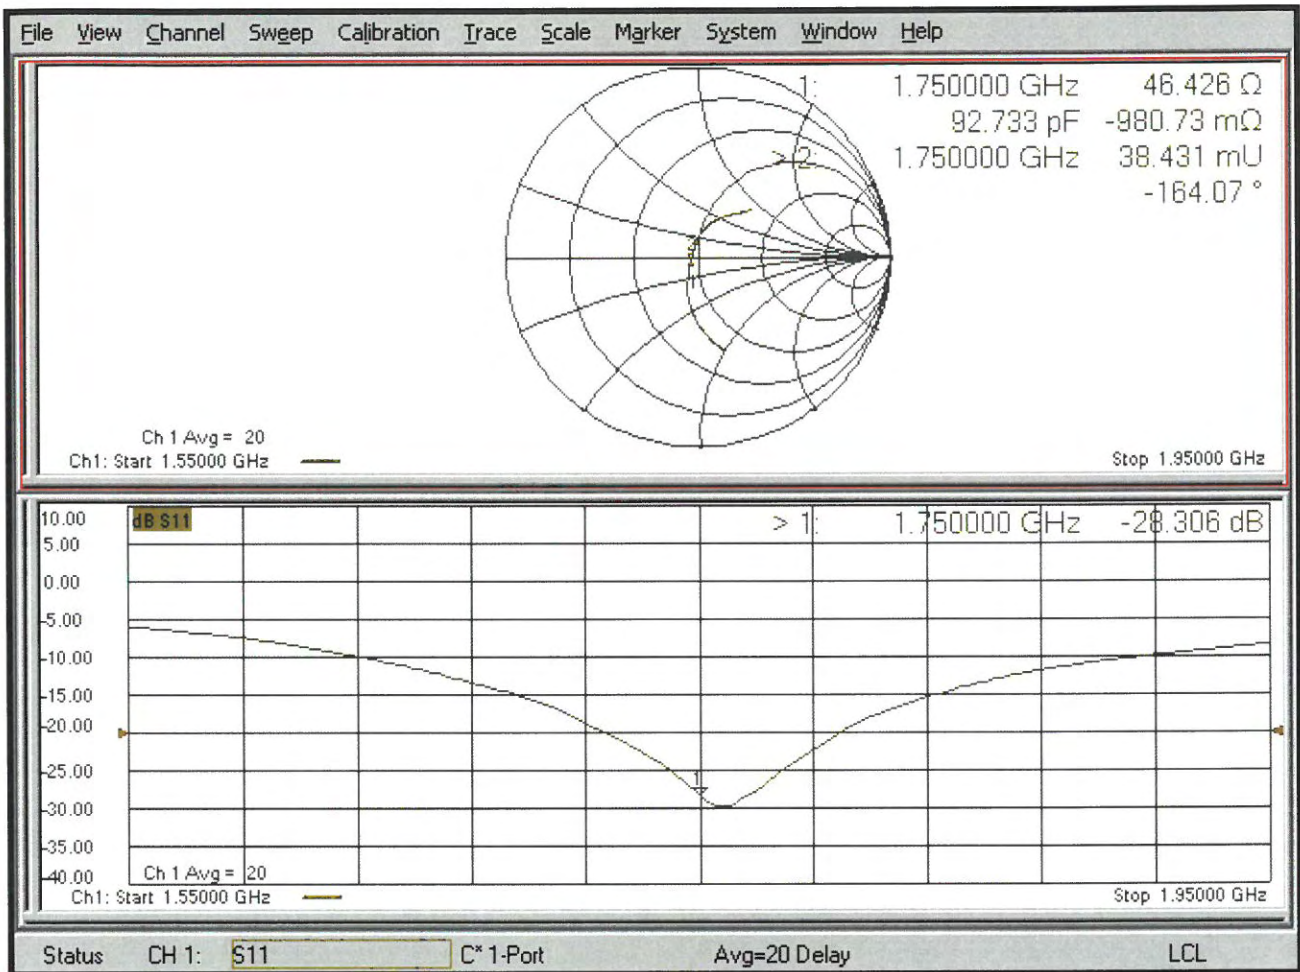 File View Channel Sweep Calibration Trace Scale Marker System Window Help
1: 1.750000 GHz 46.426 Ω
92.733 pF -980.73 mΩ
> 2: 1.750000 GHz 38.431 mU
-164.07 °
Ch 1 Avg = 20
Ch1: Start 1.55000 GHz Stop 1.95000 GHz
10.00 dB S11 > 1: 1.750000 GHz -28.306 dB
5.00
0.00
-5.00
-10.00
-15.00
-20.00
-25.00
1
-30.00
-35.00
-40.00 Ch 1 Avg = 20
Ch1: Start 1.55000 GHz Stop 1.95000 GHz
Status CH 1: S11 C* 1-Port Avg=20 Delay LCL